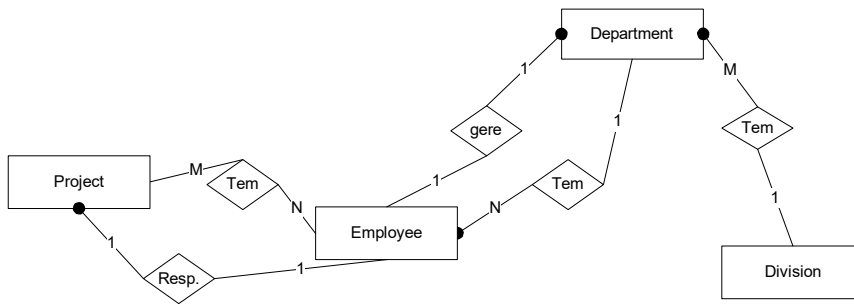 Department
1
M
gere
Tem
1
Project
M
Tem
1
Tem
N
N
1
Employee
1
Resp.
1
Division